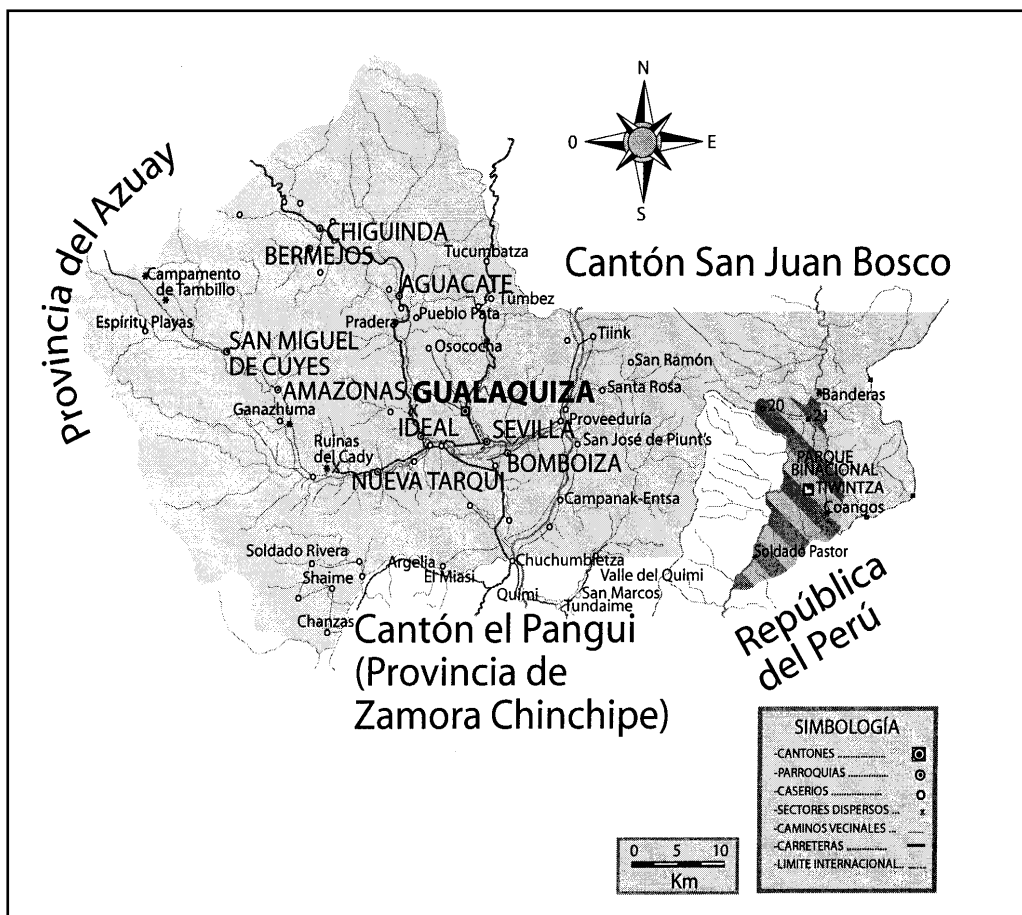 N
O
E
S
Provincia del Azuay
Cantón San Juan Bosco
CHIGUINDA
BERMEJOS
Tucumbatza
Campamento
de Tambillo
AGUACATE
Túmbez
Espíritu Playas
Pradera
Pueblo Pata
Tiink
SAN MIGUEL
DE CÚYES
Osococha
San Ramón
AMAZONAS
GUALAQUIZA
Santa Rosa
Banderas
20
21
Ganazhuma
IDEAL
SEVILLA
Proveeduría
San José de Piunt's
Ruinas
del Cady
BOMBOIZA
PARQUE
BINACIONAL
TIWINTZA
NUEVA TARQUI
Campanak-Entsa
Coangos
Soldado Rivera
Argelia
El Miasi
Chuchumbletza
Soldado Pastor
Shaime
Valle del Quimi
Quimi
San Marcos
Tundaime
Chanzas
Cantón el Pangui
(Provincia de
Zamora Chinchipe)
República
del Perú
SIMBOLOGÍA
-CANTONES ................
-PARROQUIAS .............
-CASERIOS ..................
-SECTORES DISPERSOS ...
-CAMINOS VECINALES ...
-CARRETERAS ..............
-LIMITE INTERNACIONAL...
0 5 10
Km